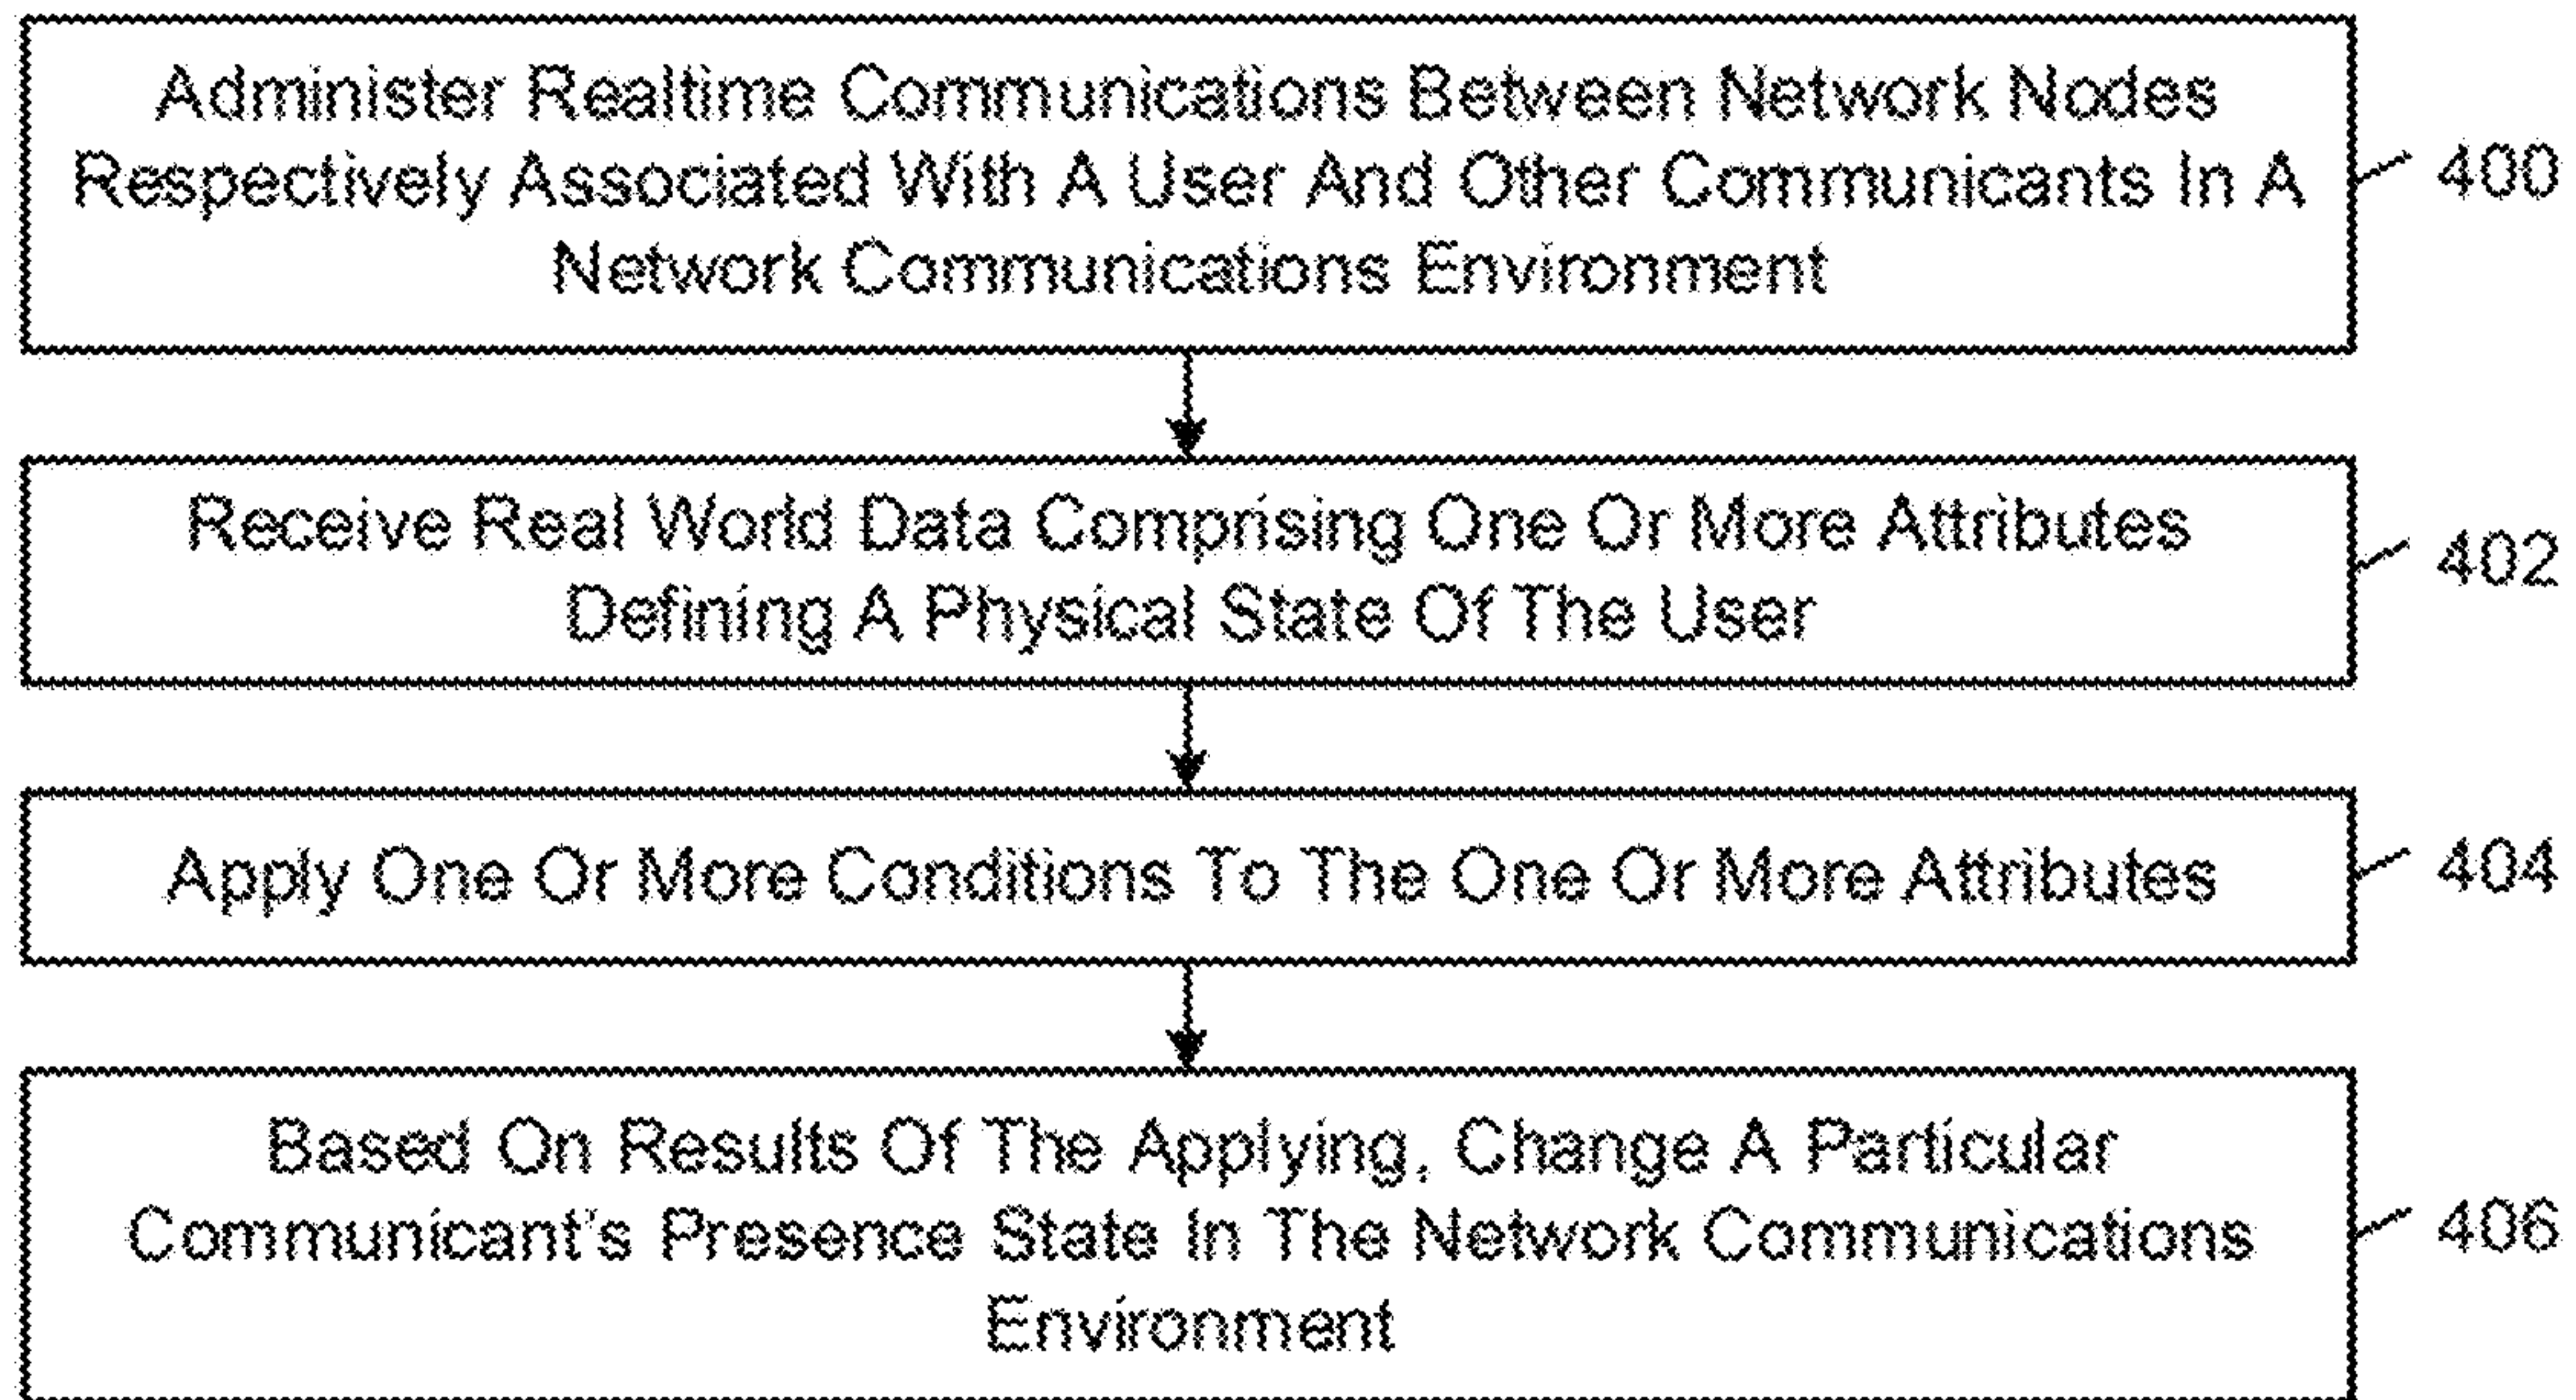 Administer Realtime Communications Between Network Nodes
Respectively Associated With A User And Other Communicants In A
Network Communications Environment
400
Receive Real World Data Comprising One Or More Attributes
Defining A Physical State Of The User
402
Apply One Or More Conditions To The One Or More Attributes
404
Based On Results Of The Applying, Change A Particular
Communicant's Presence State In The Network Communications
Environment
406